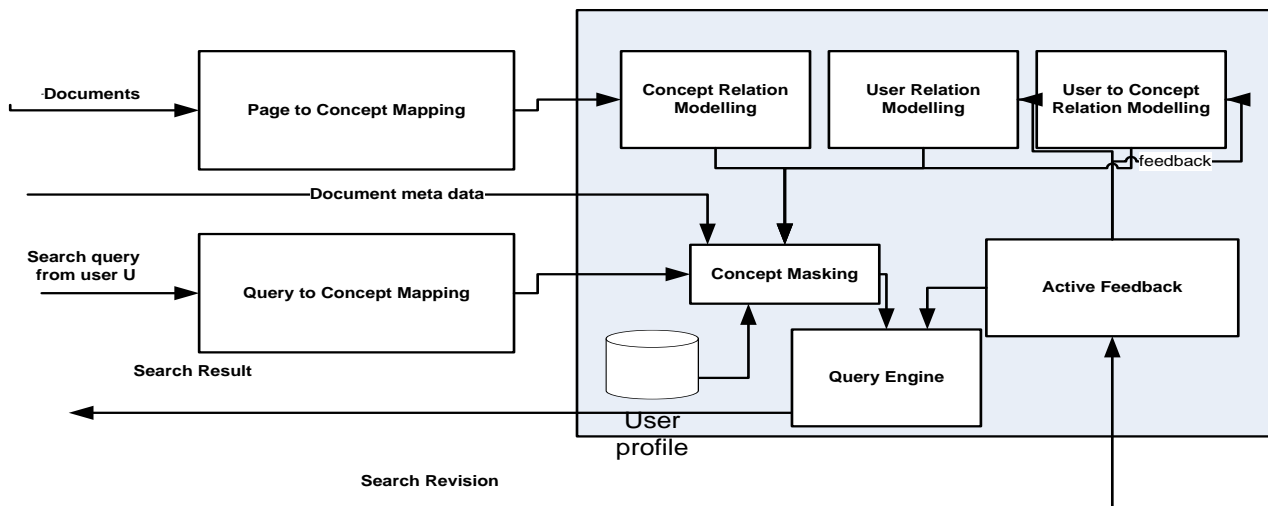 Documents
Page to Concept Mapping
Concept Relation
Modelling
User Relation
Modelling
User to Concept
Relation Modelling
feedback
Document meta data
Search query
from user U
Query to Concept Mapping
Concept Masking
Active Feedback
Search Result
Query Engine
User
profile
Search Revision